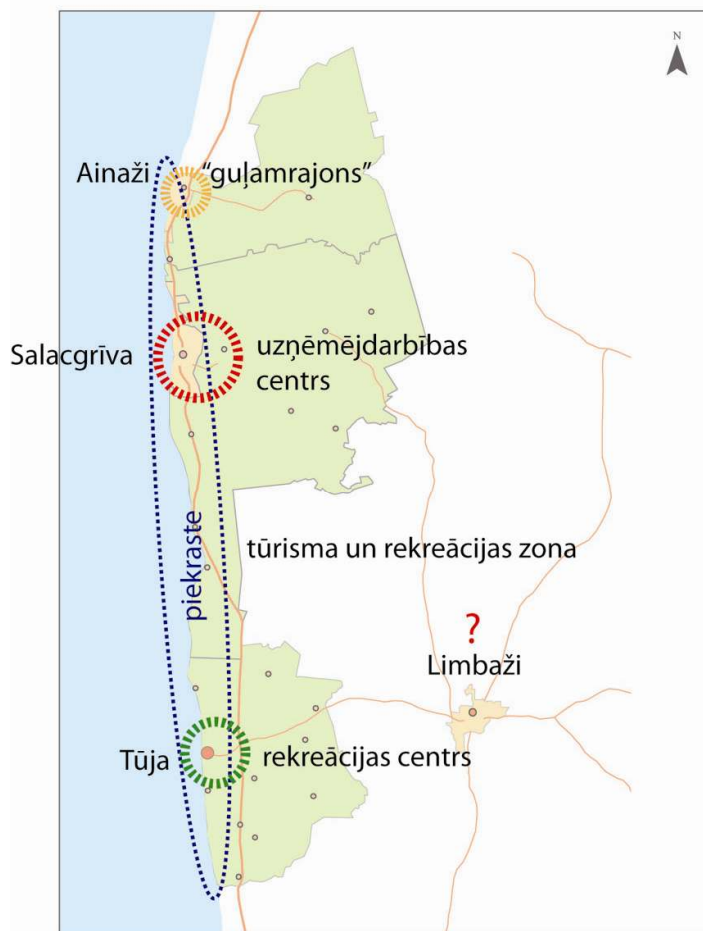 N
Ainaži
"guļamrajons"
Salacgrīva
uzņēmējdarbības
centrs
piekraste
tūrisma un rekreācijas zona
?
Limbaži
Tūja
rekreācijas centrs